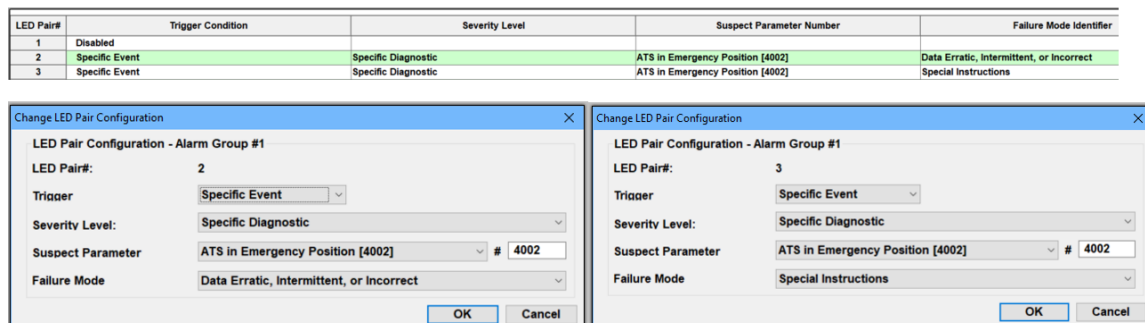 LED Pair# Trigger Condition Severity Level Suspect Parameter Number Failure Mode Identifier
1 Disabled
2 Specific Event Specific Diagnostic ATS in Emergency Position [4002] Data Erratic, Intermittent, or Incorrect
3 Specific Event Specific Diagnostic ATS in Emergency Position [4002] Special Instructions
Change LED Pair Configuration
LED Pair Configuration - Alarm Group #1
LED Pair#: 2
Trigger Specific Event
Severity Level: Specific Diagnostic
Suspect Parameter ATS in Emergency Position [4002] # 4002
Failure Mode Data Erratic, Intermittent, or Incorrect
OK Cancel
Change LED Pair Configuration
LED Pair Configuration - Alarm Group #1
LED Pair#: 3
Trigger Specific Event
Severity Level: Specific Diagnostic
Suspect Parameter ATS in Emergency Position [4002] # 4002
Failure Mode Special Instructions
OK Cancel